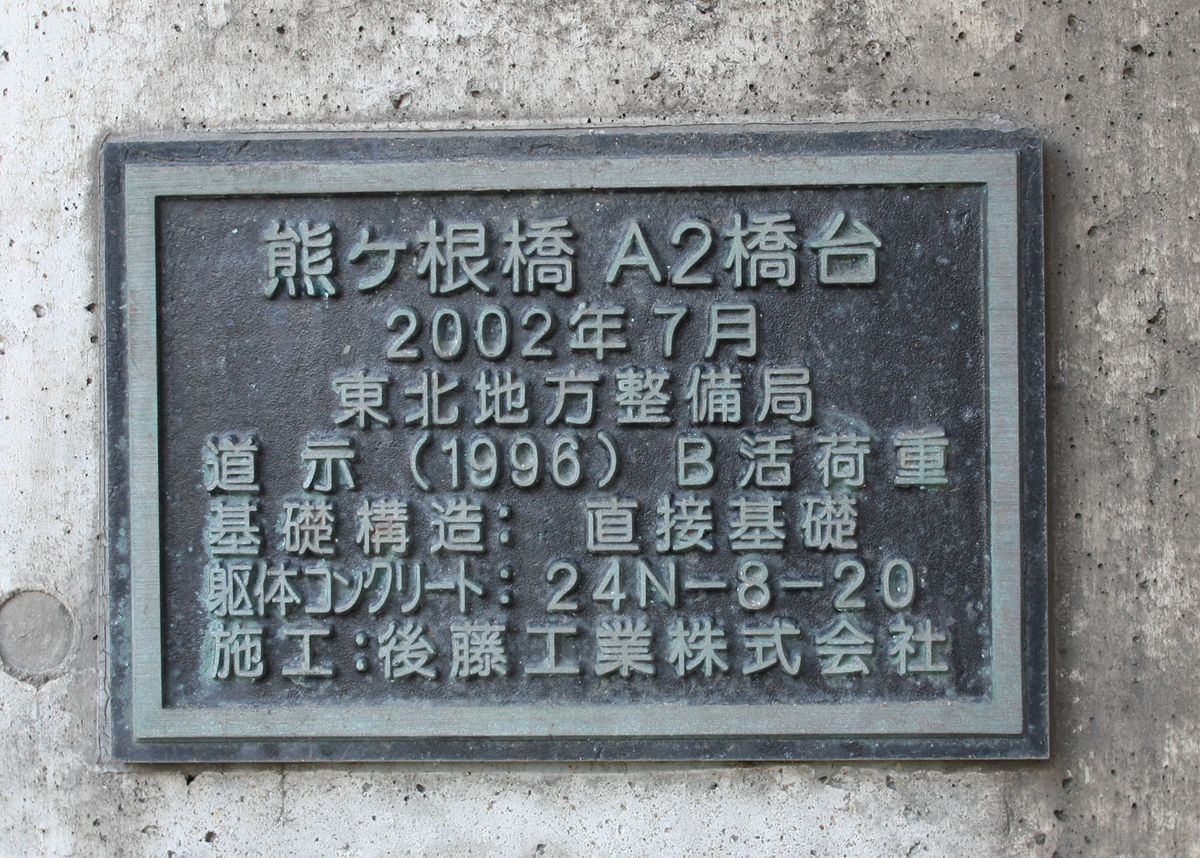 熊ケ根橋 A2橋台
2002年 7月
東北地方整備局
道 示 (1996) B活荷重
基礎構造: 直接基礎
躯体コンクリート: 24N-8-20
施工:後藤工業株式会社